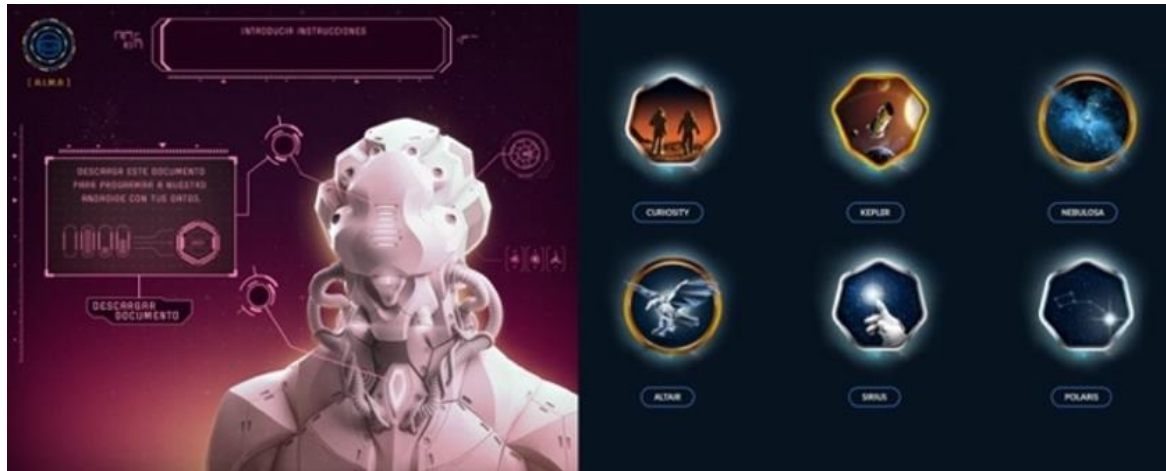 INTRODUCIR INSTRUCCIONES
[ALMA]
DESCARGA ESTE DOCUMENTO
PARA PROGRAMAR A NUESTRO
ANDROIDE CON TUS DATOS.
DESCARGAR
DOCUMENTO
CURIOSITY
KEPLER
NEBULOSA
ALTAIR
SIRIUS
POLARIS